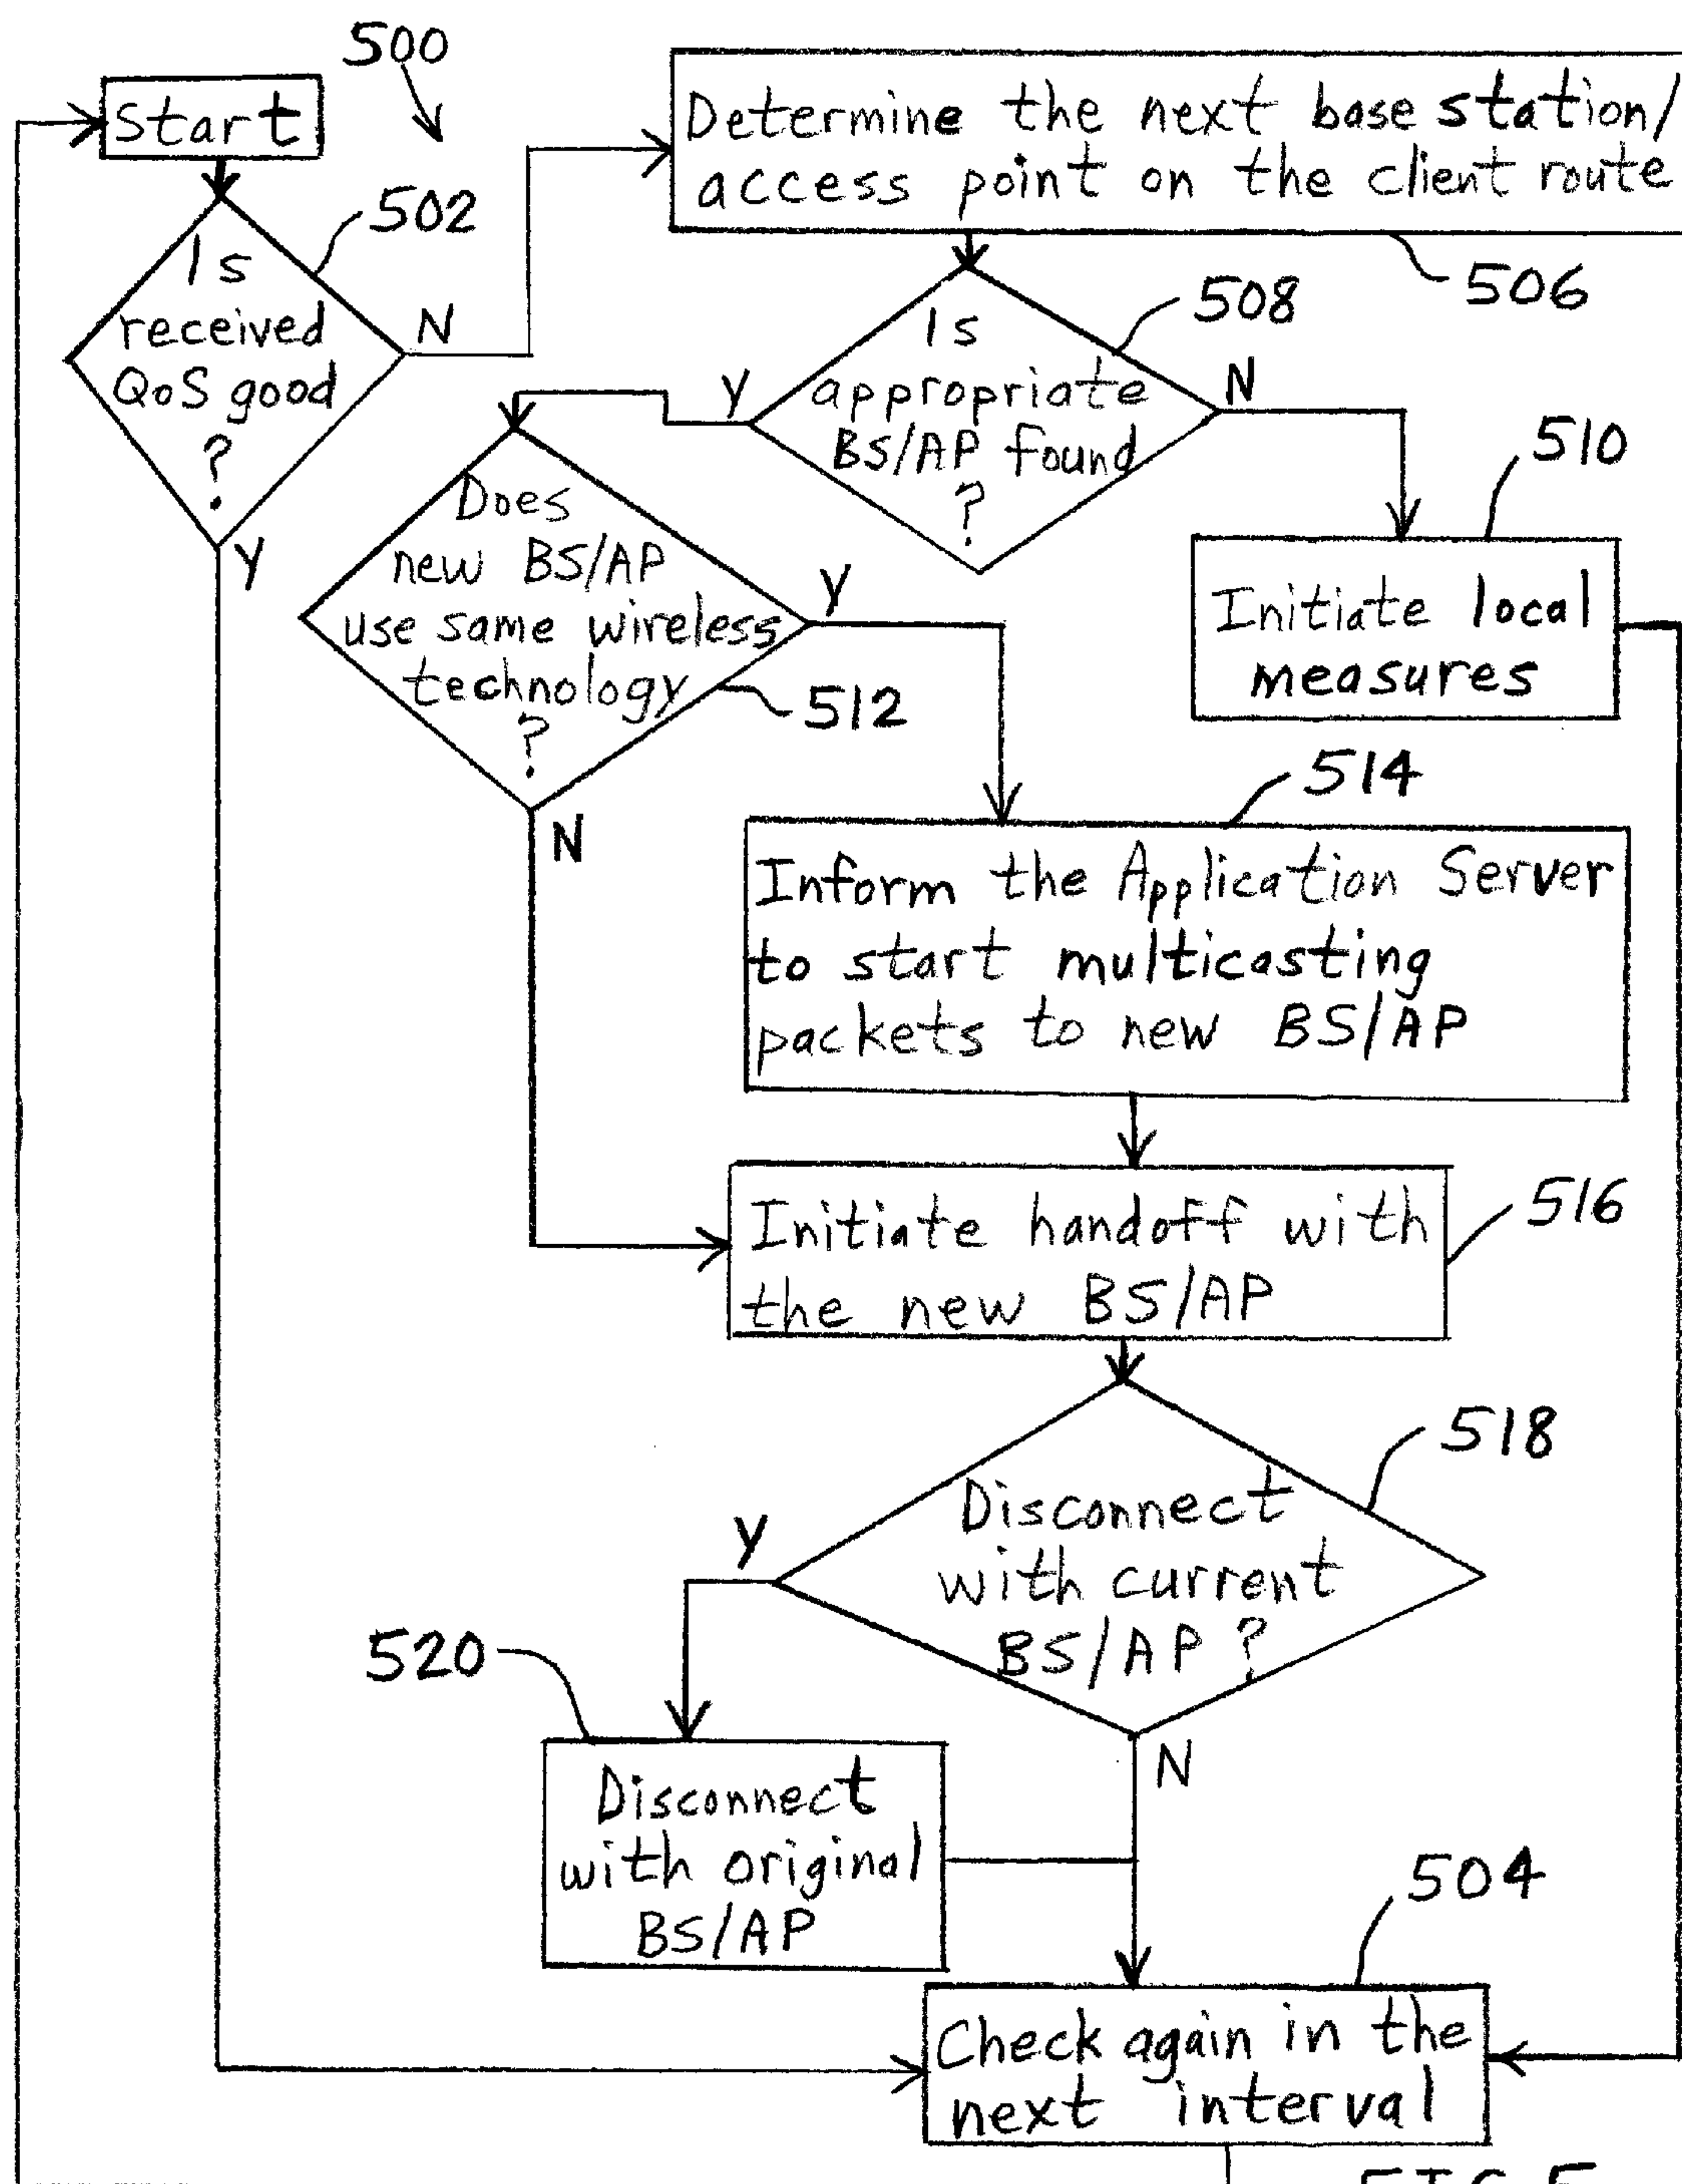 500
Start
Determine the next base station/
access point on the client route
502
506
Is
received
QoS good
?
N
Y
508
Is
appropriate
BS/AP found
?
Y
N
510
Initiate local
measures
Does
new BS/AP
use same wireless
technology
?
Y
N
512
514
Inform the Application Server
to start multicasting
packets to new BS/AP
516
Initiate handoff with
the new BS/AP
518
Disconnect
with current
BS/AP ?
Y
N
520
Disconnect
with original
BS/AP
504
Check again in the
next interval